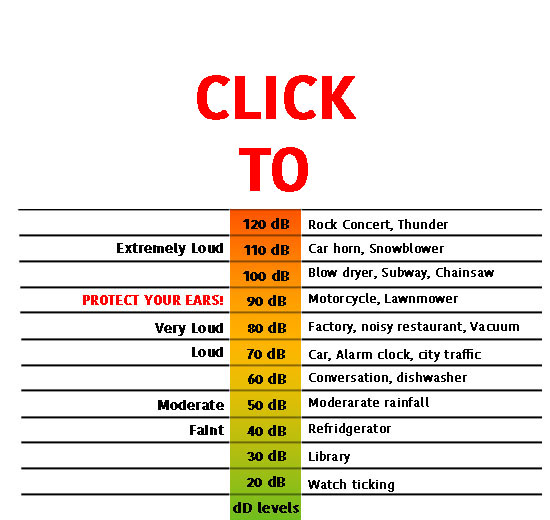 CLICK
TO
120 dB Rock Concert, Thunder
Extremely Loud 110 dB Car horn, Snowblower
100 dB Blow dryer, Subway, Chainsaw
PROTECT YOUR EARS! 90 dB Motorcycle, Lawnmower
Very Loud 80 dB Factory, noisy restaurant, Vacuum
Loud 70 dB Car, Alarm clock, city traffic
60 dB Conversation, dishwasher
Moderate 50 dB Moderarate rainfall
Faint 40 dB Refridgerator
30 dB Library
20 dB Watch ticking
dD levels